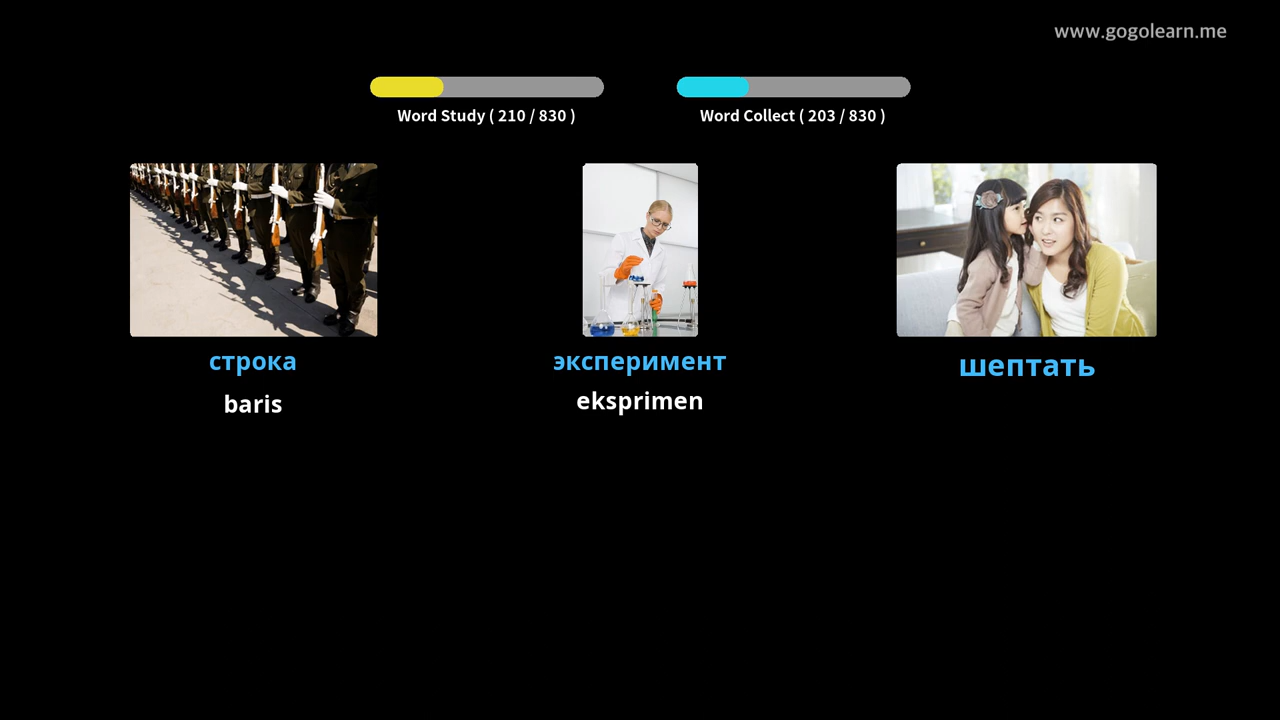 www.gogolearn.me
Word Study ( 210 / 830 )
Word Collect ( 203 / 830 )
строка
эксперимент
шептать
baris
eksprimen